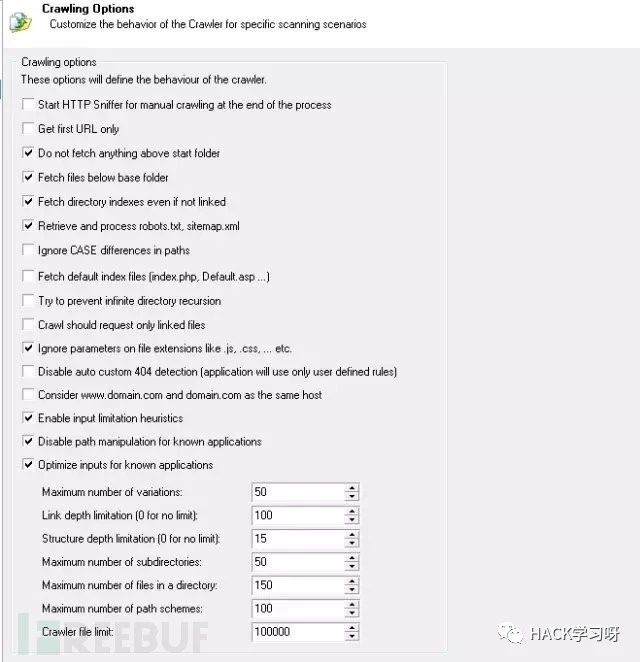 Crawling Options
Customize the behavior of the Crawler for specific scanning scenarios
Crawling options
These options will define the behaviour of the crawler.
Start HTTP Sniffer for manual crawling at the end of the process
Get first URL only
Do not fetch anything above start folder
Fetch files below base folder
Fetch directory indexes even if not linked
Retrieve and process robots.txt, sitemap.xml
Ignore CASE differences in paths
Fetch default index files (index.php, Default.asp ...)
Try to prevent infinite directory recursion
Crawl should request only linked files
Ignore parameters on file extensions like .js, .css, ... etc.
Disable auto custom 404 detection (application will use only user defined rules)
Consider www.domain.com and domain.com as the same host
Enable input limitation heuristics
Disable path manipulation for known applications
Optimize inputs for known applications
Maximum number of variations: 50
Link depth limitation (0 for no limit): 100
Structure depth limitation (0 for no limit): 15
Maximum number of subdirectories: 50
Maximum number of files in a directory: 150
Maximum number of path schemes: 100
Crawler file limit: 100000
FREEBUF
HACK学习呀